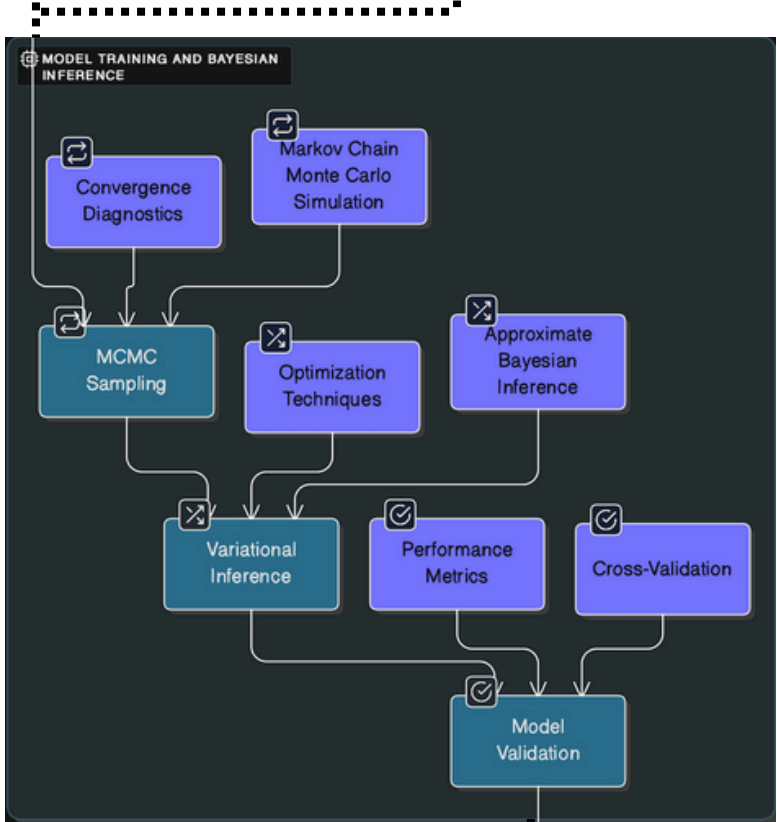 MODEL TRAINING AND BAYESIAN
INFERENCE
Markov Chain
Monte Carlo
Simulation
Convergence
Diagnostics
MCMC
Sampling
Optimization
Techniques
Approximate
Bayesian
Inference
Variational
Inference
Performance
Metrics
Cross-Validation
Model
Validation